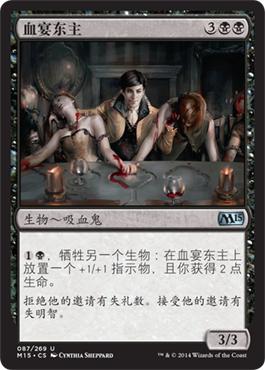 血宴东主 3
生物~吸血鬼 M15
1，牺牲另一个生物：在血宴东主上
放置一个 +1/+1 指示物，且你获得 2 点
生命。
拒绝他的邀请有失礼数。接受他的邀请有
失明智。
3/3
087/269 U
M15 • CS CYNTHIA SHEPPARD ™ & © 2014 Wizards of the Coast